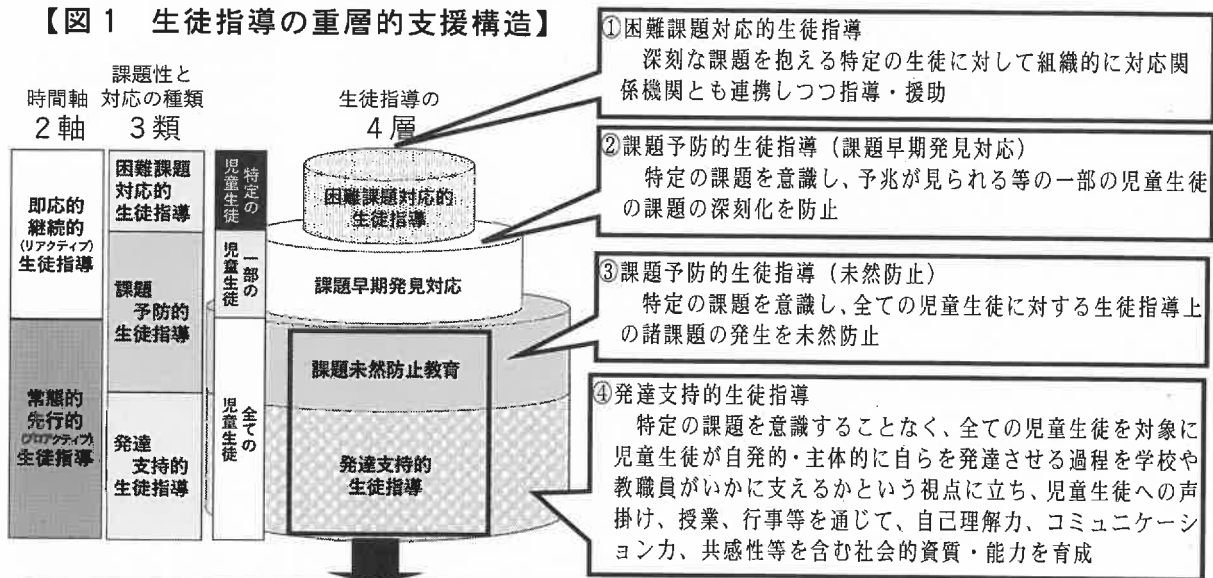 【図1 生徒指導の重層的支援構造】
時間軸
2軸
課題性と
対応の種類
3類
生徒指導の
4層
即応的
継続的
(リアクティブ)
生徒指導
常態的
先行的
(プロアクティブ)
生徒指導
困難課題
対応的
生徒指導
課題
予防的
生徒指導
発達
支持的
生徒指導
特定の
児童生徒
一部の
児童生徒
全ての
児童生徒
困難課題対応的
生徒指導
課題早期発見対応
課題未然防止教育
発達支持的
生徒指導
①困難課題対応的生徒指導
深刻な課題を抱える特定の生徒に対して組織的に対応関
係機関とも連携しつつ指導・援助
②課題予防的生徒指導(課題早期発見対応)
特定の課題を意識し、予兆が見られる等の一部の児童生徒
の課題の深刻化を防止
③課題予防的生徒指導(未然防止)
特定の課題を意識し、全ての児童生徒に対する生徒指導上
の諸課題の発生を未然防止
④発達支持的生徒指導
特定の課題を意識することなく、全ての児童生徒を対象に
児童生徒が自発的・主体的に自らを発達させる過程を学校や
教職員がいかに支えるかという視点に立ち、児童生徒への声
掛け、授業、行事等を通じて、自己理解力、コミュニケーシ
ョン力、共感性等を含む社会的資質・能力を育成